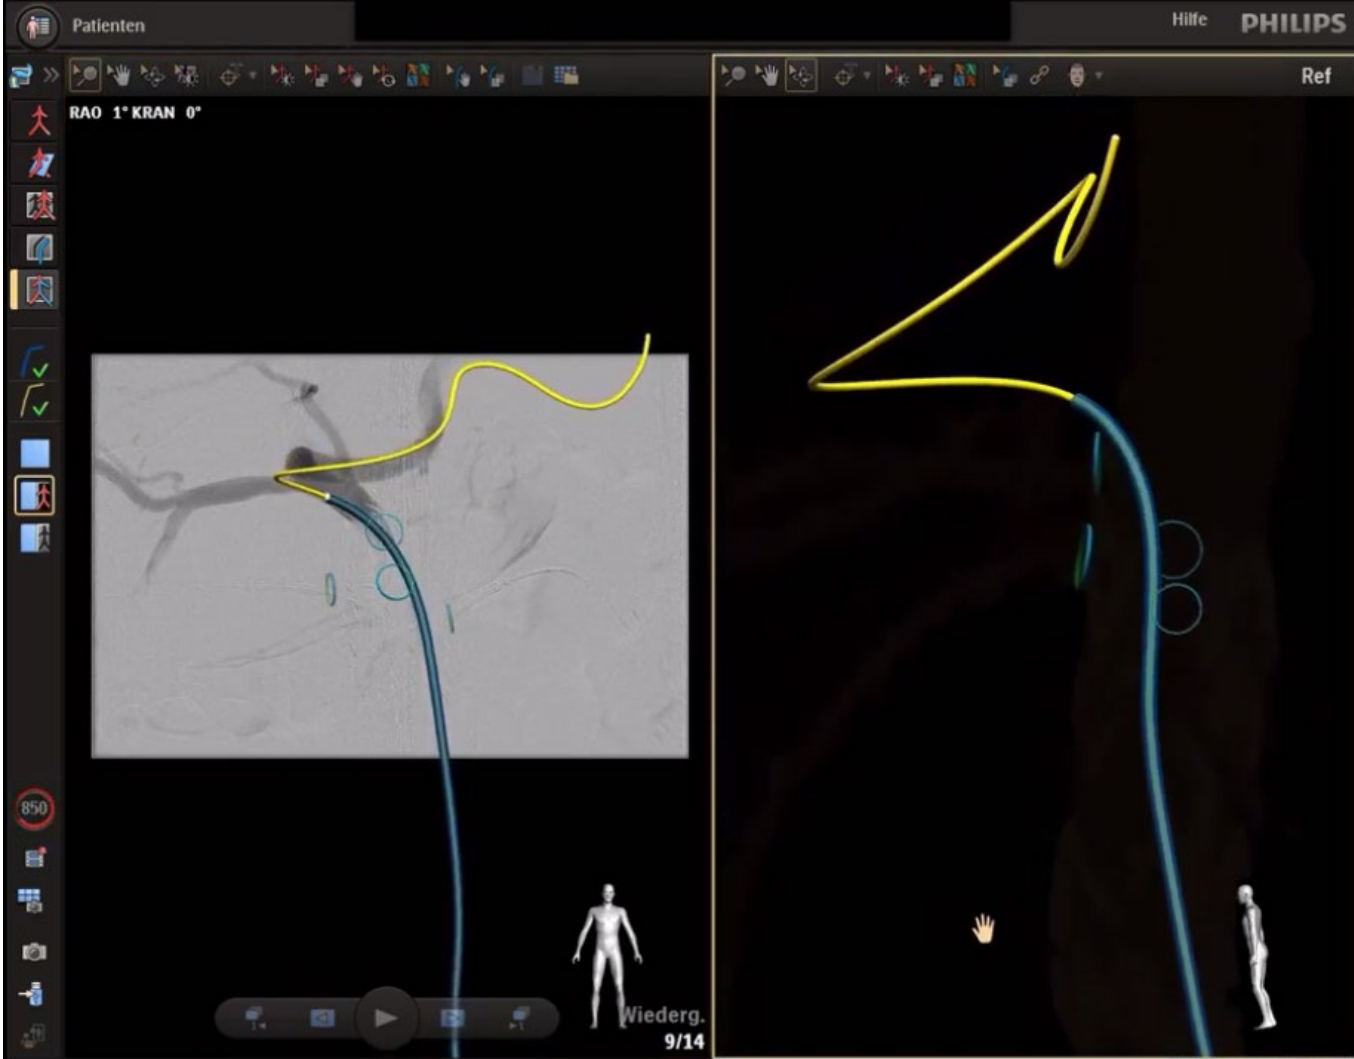 Patienten
Hilfe PHILIPS
Ref
RAO 1° KRAN 0°
850
Wiederg.
9/14